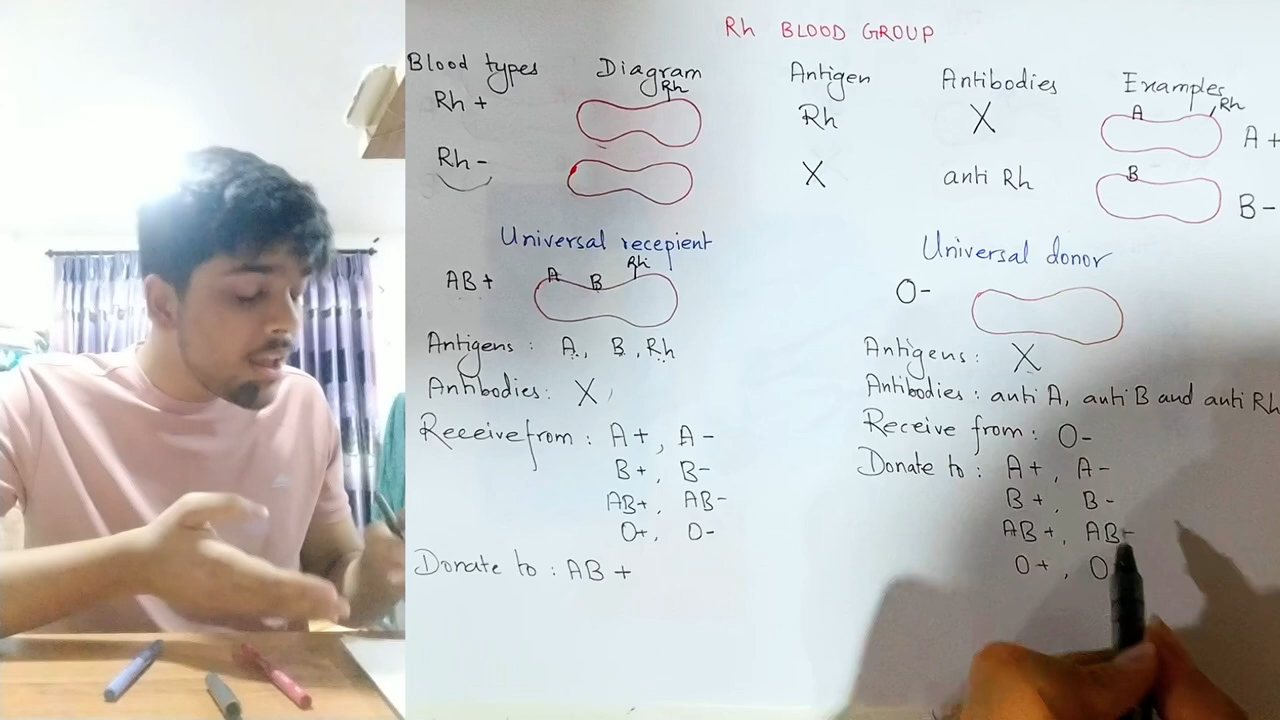 Rh BLOOD GROUP
Blood types Diagram Antigen Antibodies Examples
Rh + Rh Rh X A Rh A +
Rh - X anti Rh B B -
Universal recepient
AB + A B Rh
Antigens : A, B, Rh
Antibodies: X
Receive from : A+, A-
B+, B-
AB+, AB-
O+, O-
Donate to : AB +
Universal donor
O-
Antigens : X
Antibodies : anti A, anti B and anti Rh
Receive from: O-
Donate to : A+, A-
B+, B-
AB+, AB-
O+, O